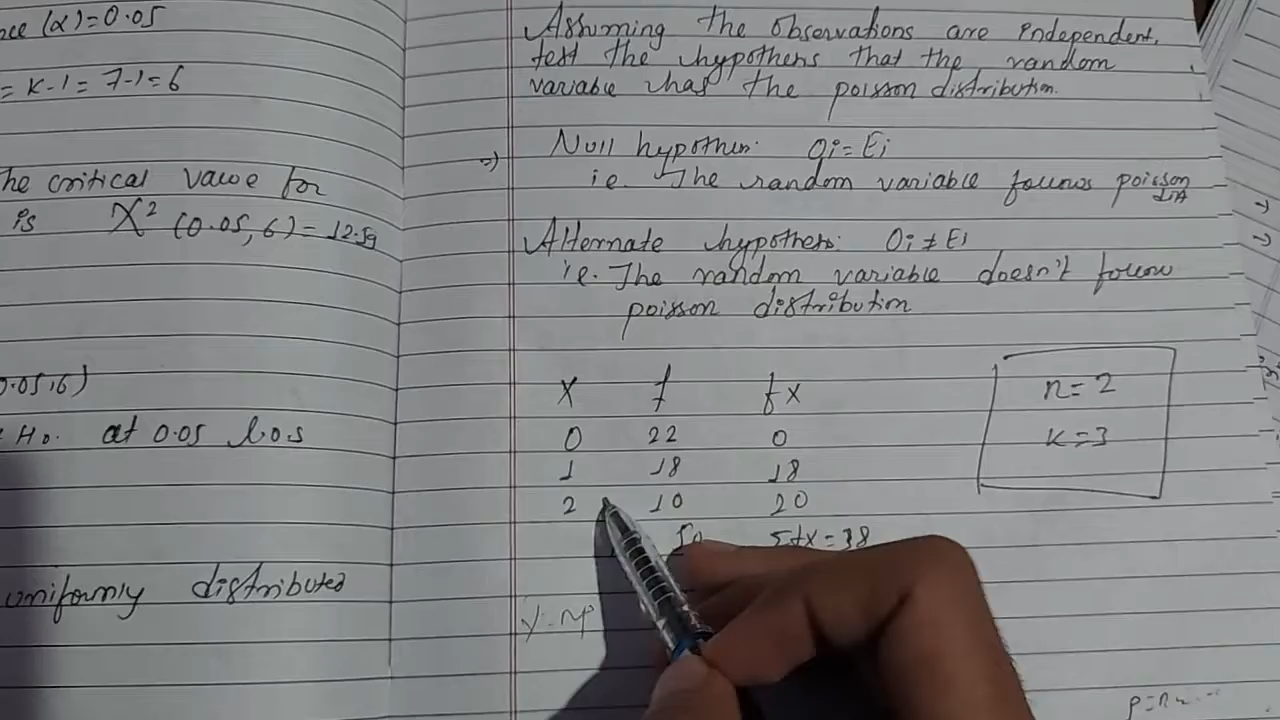 (α) = 0.05
= K-1 = 7-1 = 6
he critical value for
is X² (0.05, 6) = 12.59
0.05,6)
H₀. at 0.05 l.o.s
uniformly distributed
Assuming the observations are independent,
test the hypothesis that the random
variable has the poisson distribution.
=) Null hypothesis: Oi = Ei
i.e. The random variable follows poisson
Alternate hypothesis: Oi ≠ Ei
i.e. The random variable doesn't follow
poisson distribution
X f fx
0 22 0
1 18 18
2 10 20
50 Σfx = 38
n = 2
K = 3